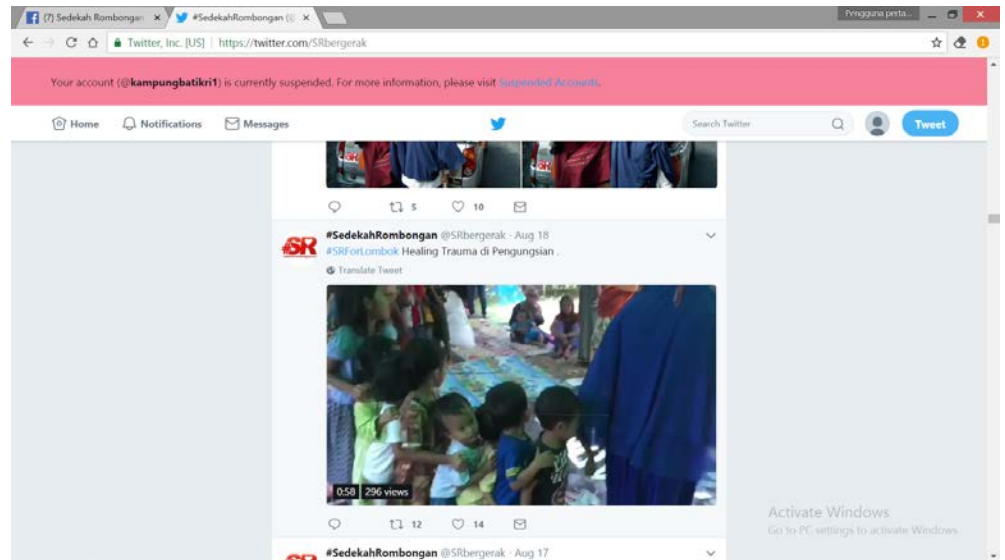 (7) Sedekah Rombongan
#SedekahRombongan (@
Pengguna perta...
Twitter, Inc. [US] | https://twitter.com/SRbergerak
Your account (@kampungbatikri1) is currently suspended. For more information, please visit Suspended Accounts.
Home Notifications Messages Search Twitter Tweet
5 10
#SedekahRombongan @SRbergerak · Aug 18
#SR
#SRForLombok Healing Trauma di Pengungsian .
Translate Tweet
0:58 296 views
12 14
Activate Windows
Go to PC settings to activate Windows.
#SedekahRombongan @SRbergerak · Aug 17